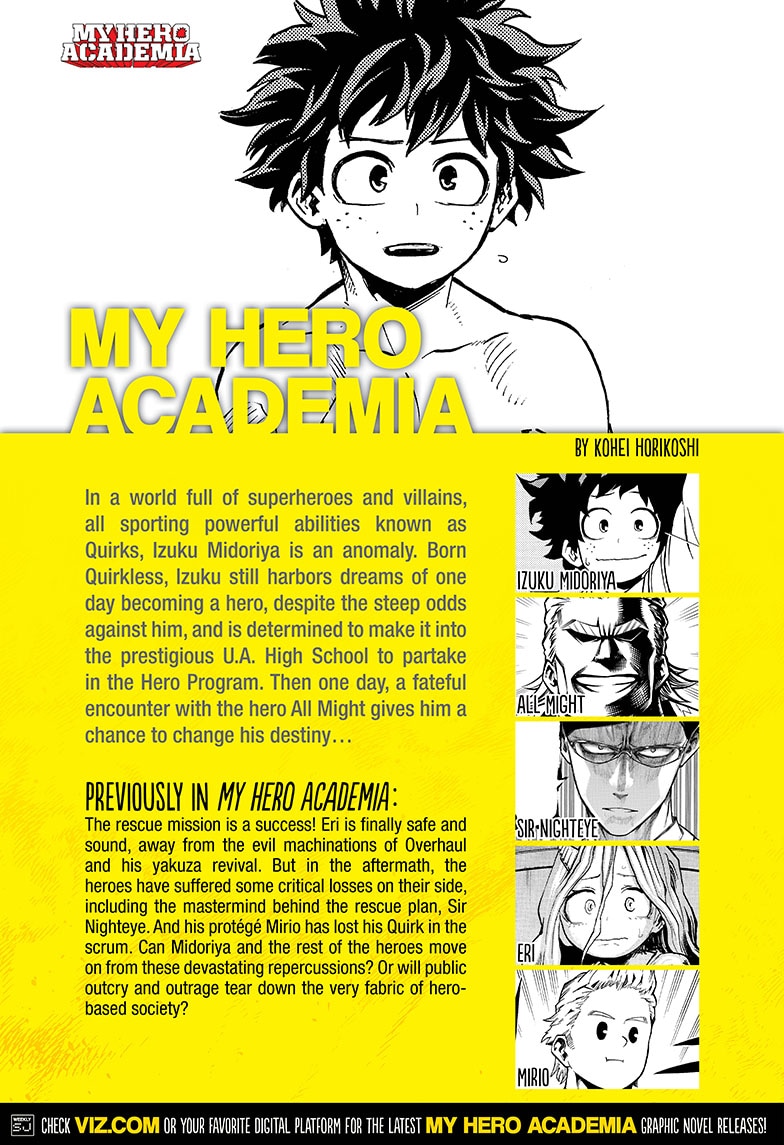 MY HERO
ACADEMIA
MY HERO
ACADEMIA
BY KOHEI HORIKOSHI
In a world full of superheroes and villains,
all sporting powerful abilities known as
Quirks, Izuku Midoriya is an anomaly. Born
Quirkless, Izuku still harbors dreams of one
day becoming a hero, despite the steep odds
against him, and is determined to make it into
the prestigious U.A. High School to partake
in the Hero Program. Then one day, a fateful
encounter with the hero All Might gives him a
chance to change his destiny…
PREVIOUSLY IN MY HERO ACADEMIA:
The rescue mission is a success! Eri is finally safe and
sound, away from the evil machinations of Overhaul
and his yakuza revival. But in the aftermath, the
heroes have suffered some critical losses on their side,
including the mastermind behind the rescue plan, Sir
Nighteye. And his protégé Mirio has lost his Quirk in the
scrum. Can Midoriya and the rest of the heroes move
on from these devastating repercussions? Or will public
outcry and outrage tear down the very fabric of hero-
based society?
IZUKU MIDORIYA
ALL MIGHT
SIR NIGHTEYE
ERI
MIRIO
WEEKLY
SJ
CHECK VIZ.COM OR YOUR FAVORITE DIGITAL PLATFORM FOR THE LATEST MY HERO ACADEMIA GRAPHIC NOVEL RELEASES!